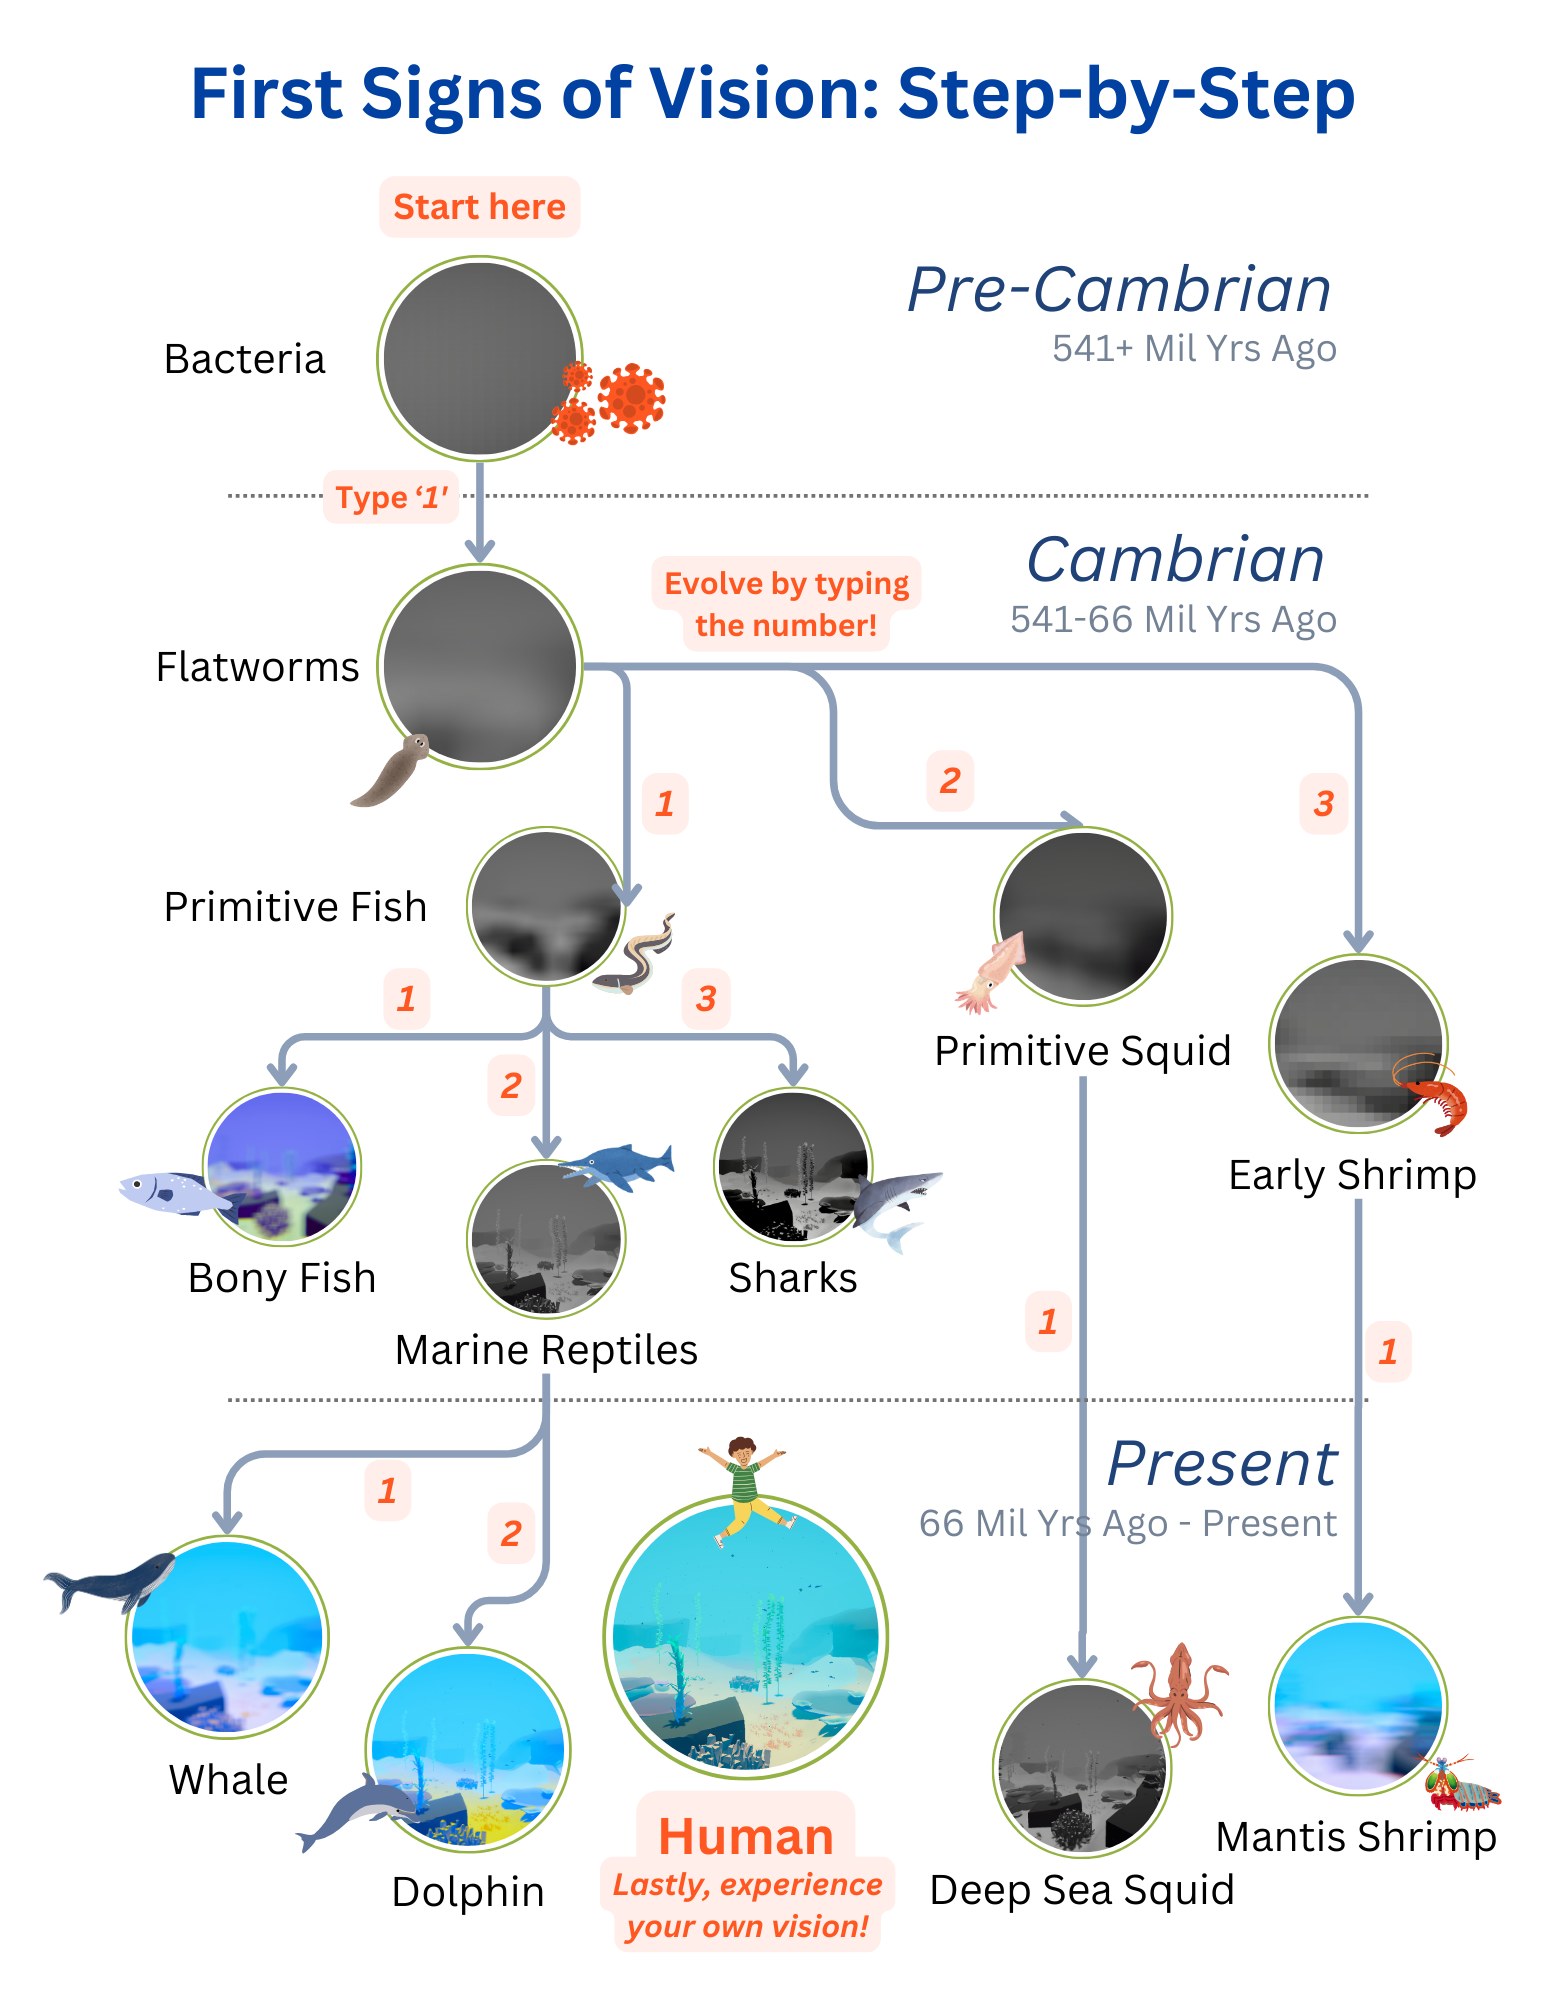 First Signs of Vision: Step-by-Step
Start here
Pre-Cambrian
541+ Mil Yrs Ago
Bacteria
Type ‘1'
Cambrian
541-66 Mil Yrs Ago
Evolve by typing
the number!
Flatworms
1
2
3
Primitive Fish
1
3
2
Primitive Squid
Early Shrimp
Bony Fish
Sharks
Marine Reptiles
1
1
Present
66 Mil Yrs Ago - Present
1
2
Whale
Dolphin
Human
Lastly, experience
your own vision!
Deep Sea Squid
Mantis Shrimp